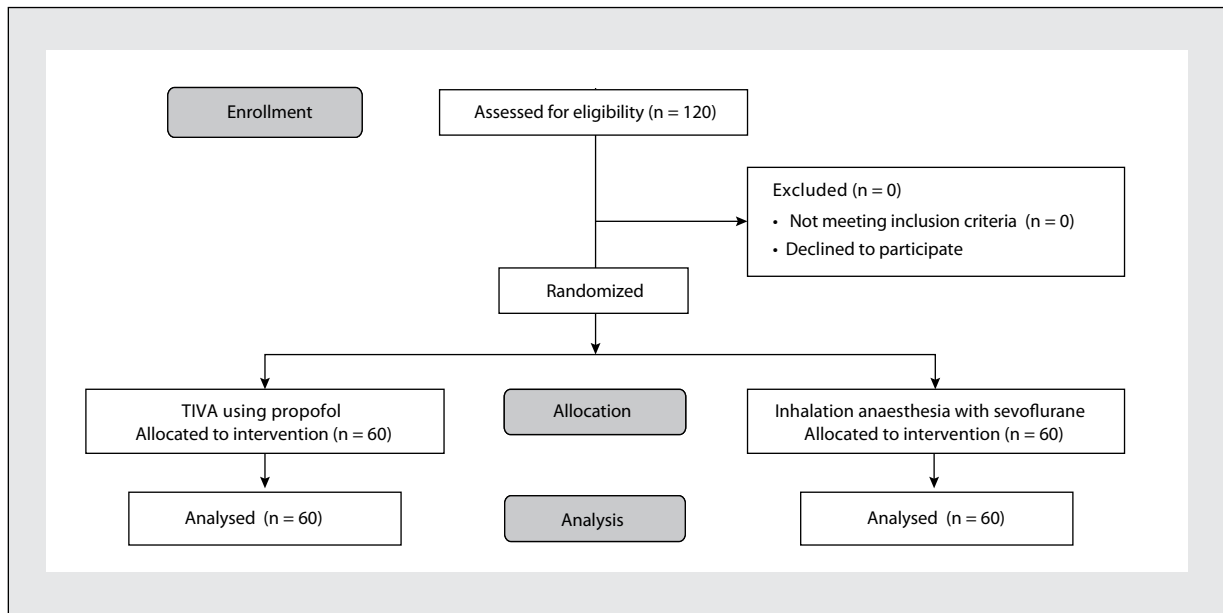 Enrollment
Assessed for eligibility (n = 120)
Excluded (n = 0)
• Not meeting inclusion criteria (n = 0)
• Declined to participate
Randomized
TIVA using propofol
Allocated to intervention (n = 60)
Allocation
Inhalation anaesthesia with sevoflurane
Allocated to intervention (n = 60)
Analysed (n = 60)
Analysis
Analysed (n = 60)